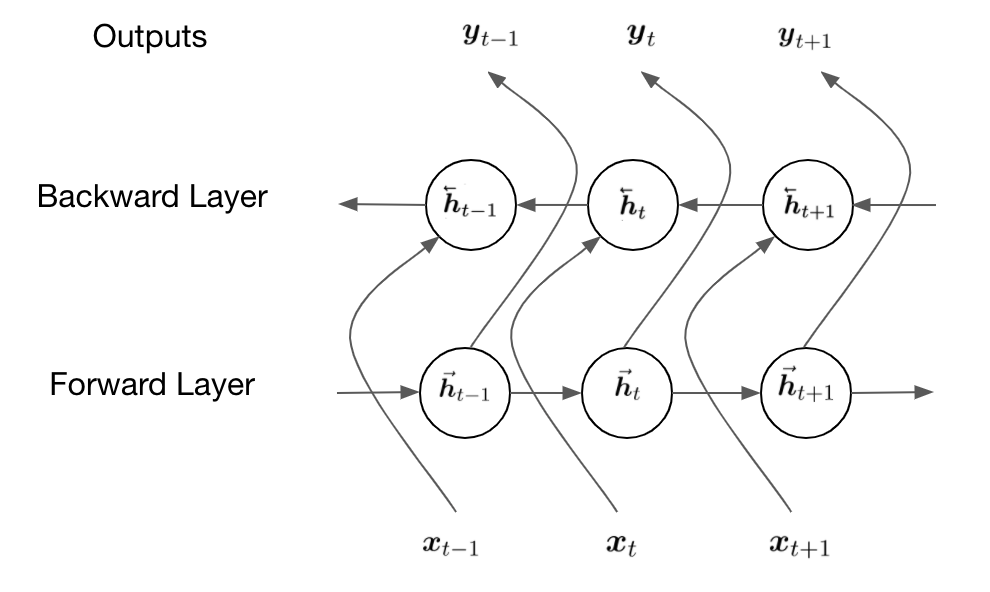 Outputs $\boldsymbol{y}_{t-1}$ $\boldsymbol{y}_{t}$ $\boldsymbol{y}_{t+1}$
Backward Layer $\overleftarrow{\boldsymbol{h}}_{t-1}$ $\overleftarrow{\boldsymbol{h}}_{t}$ $\overleftarrow{\boldsymbol{h}}_{t+1}$
Forward Layer $\vec{\boldsymbol{h}}_{t-1}$ $\vec{\boldsymbol{h}}_{t}$ $\vec{\boldsymbol{h}}_{t+1}$
$\boldsymbol{x}_{t-1}$ $\boldsymbol{x}_{t}$ $\boldsymbol{x}_{t+1}$